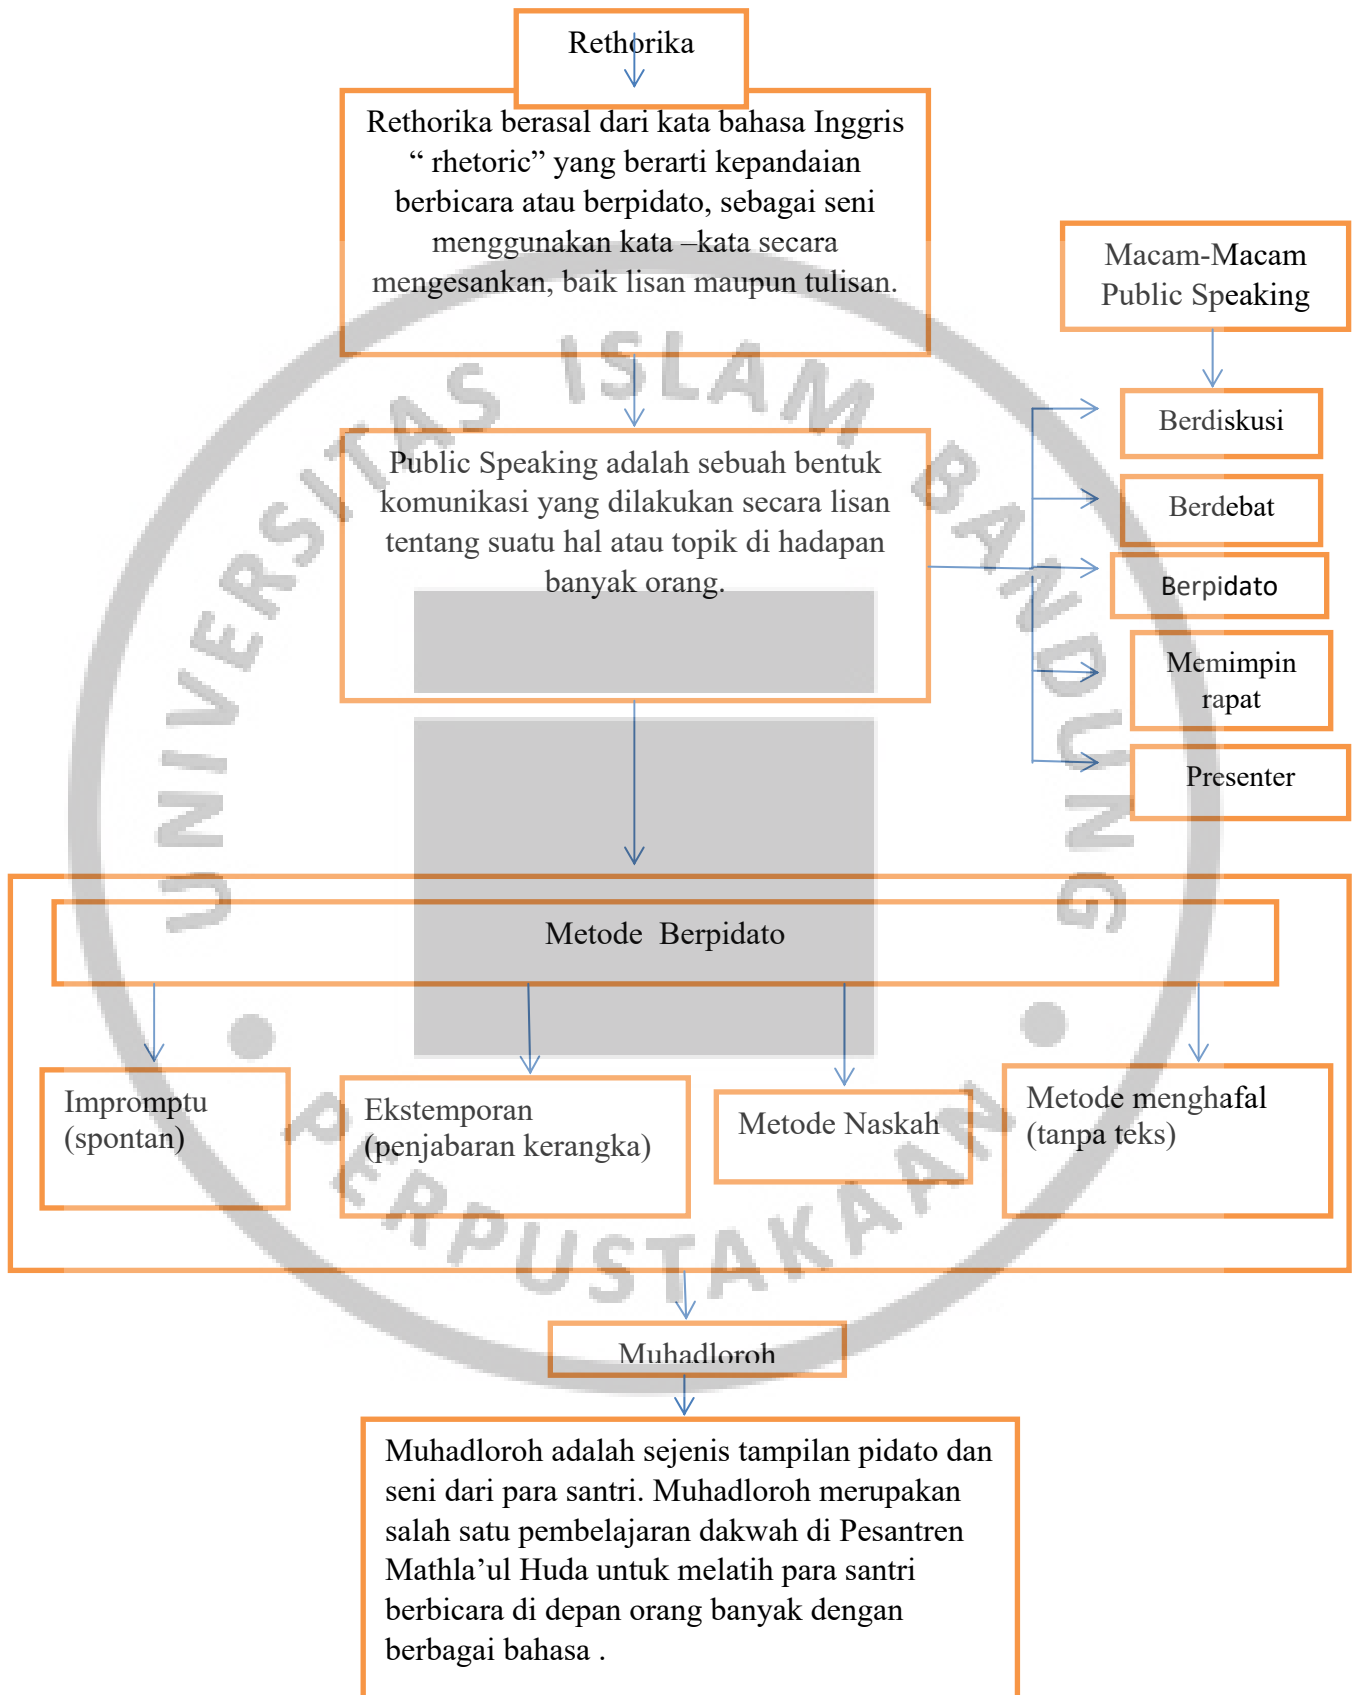 Rethorika
Rethorika berasal dari kata bahasa Inggris
“ rhetoric” yang berarti kepandaian
berbicara atau berpidato, sebagai seni
menggunakan kata –kata secara
mengesankan, baik lisan maupun tulisan.
Macam-Macam
Public Speaking
Public Speaking adalah sebuah bentuk
komunikasi yang dilakukan secara lisan
tentang suatu hal atau topik di hadapan
banyak orang.
Berdiskusi
Berdebat
Berpidato
Memimpin
rapat
Presenter
Metode  Berpidato
Impromptu
(spontan)
Ekstemporan
(penjabaran kerangka)
Metode Naskah
Metode menghafal
(tanpa teks)
Muhadloroh
Muhadloroh adalah sejenis tampilan pidato dan
seni dari para santri. Muhadloroh merupakan
salah satu pembelajaran dakwah di Pesantren
Mathla’ul Huda untuk melatih para santri
berbicara di depan orang banyak dengan
berbagai bahasa .
UNIVERSITAS ISLAM BANDUNG
PERPUSTAKAAN